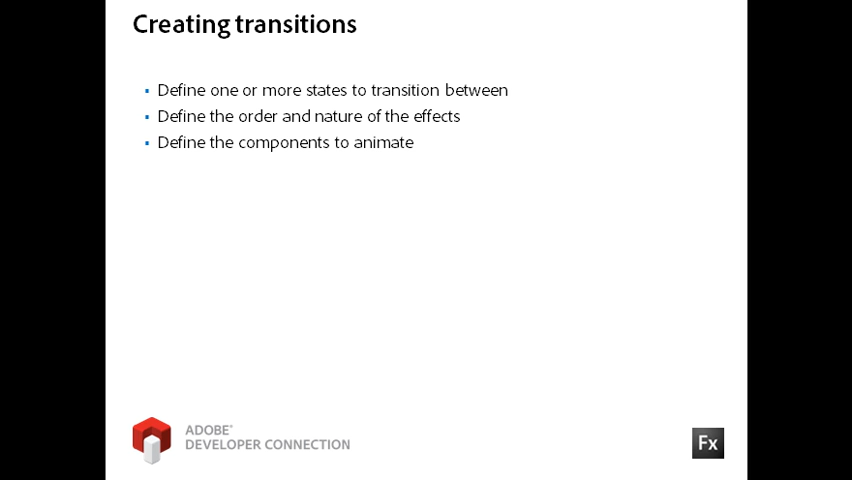 Creating transitions
Define one or more states to transition between
Define the order and nature of the effects
Define the components to animate
ADOBE®
DEVELOPER CONNECTION
Fx